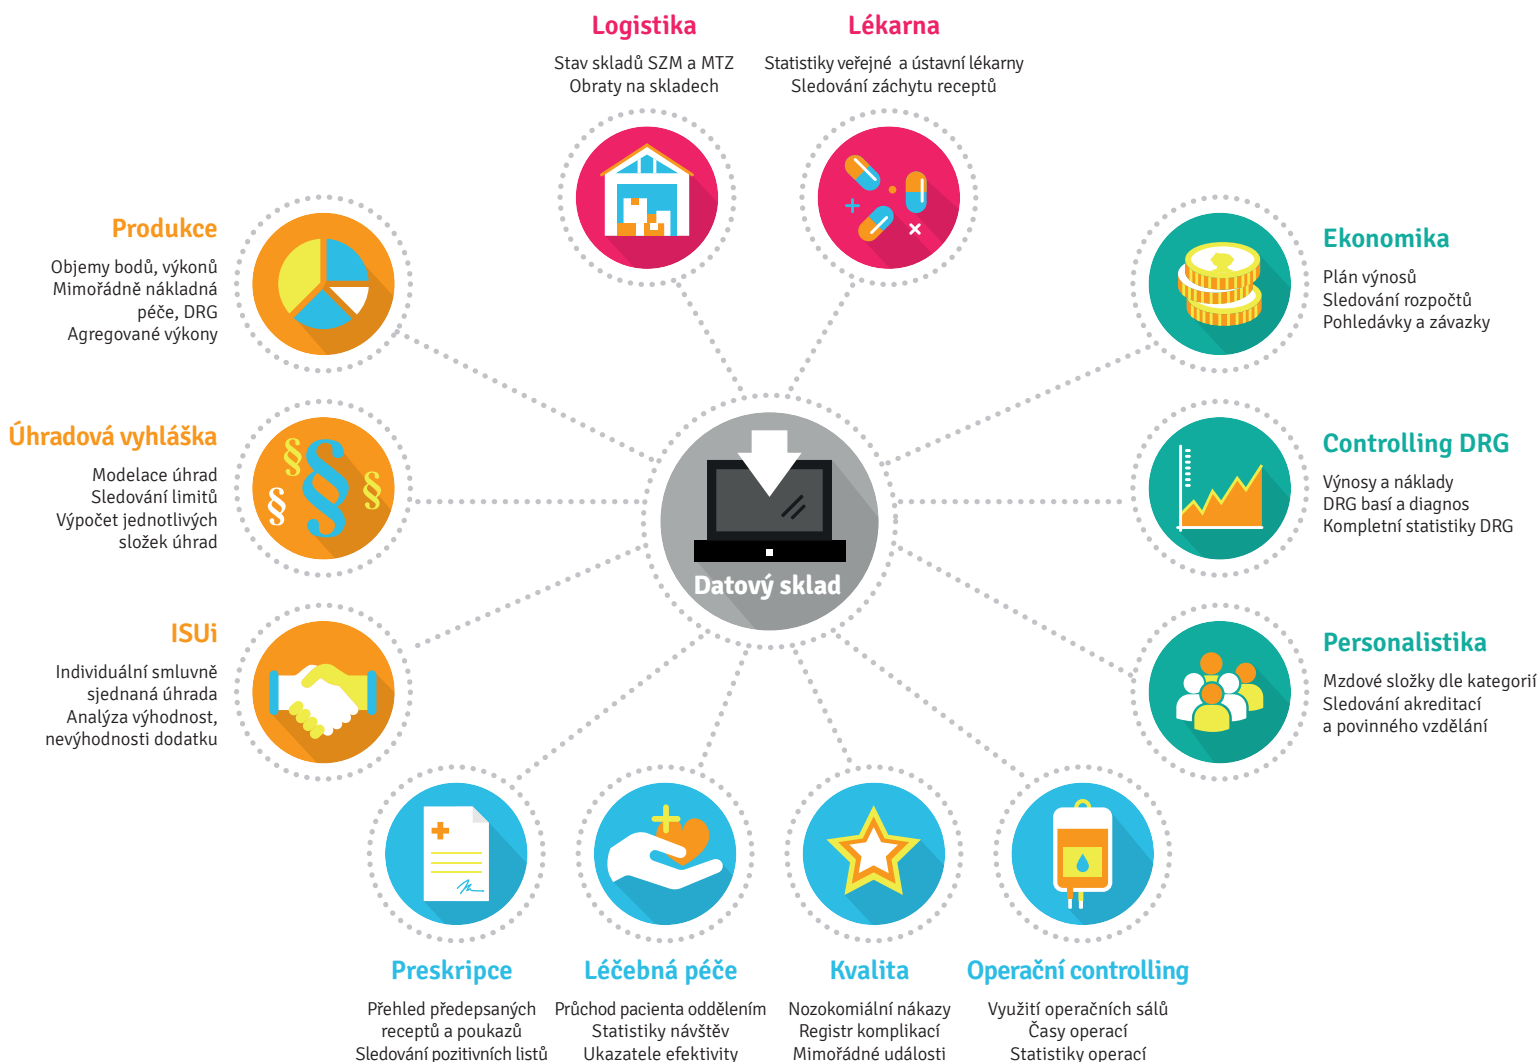 Logistika
Stav skladů SZM a MTZ
Obraty na skladech
Lékarna
Statistiky veřejné a ústavní lékarny
Sledování záchytu receptů
Produkce
Objemy bodů, výkonů
Mimořádně nákladná
péče, DRG
Agregované výkony
Ekonomika
Plán výnosů
Sledování rozpočtů
Pohledávky a závazky
Úhradová vyhláška
Modelace úhrad
Sledování limitů
Výpočet jednotlivých
složek úhrad
§
§
§
§
Datový sklad
Controlling DRG
Výnosy a náklady
DRG basí a diagnos
Kompletní statistiky DRG
ISUi
Individuální smluvně
sjednaná úhrada
Analýza výhodnost,
nevýhodnosti dodatku
Personalistika
Mzdové složky dle kategorií
Sledování akreditací
a povinného vzdělání
Preskripce
Přehled předepsaných
receptů a poukazů
Sledování pozitivních listů
Léčebná péče
Průchod pacienta oddělením
Statistiky návštěv
Ukazatele efektivity
Kvalita
Nozokomiální nákazy
Registr komplikací
Mimořádné události
Operační controlling
Využití operačních sálů
Časy operací
Statistiky operací